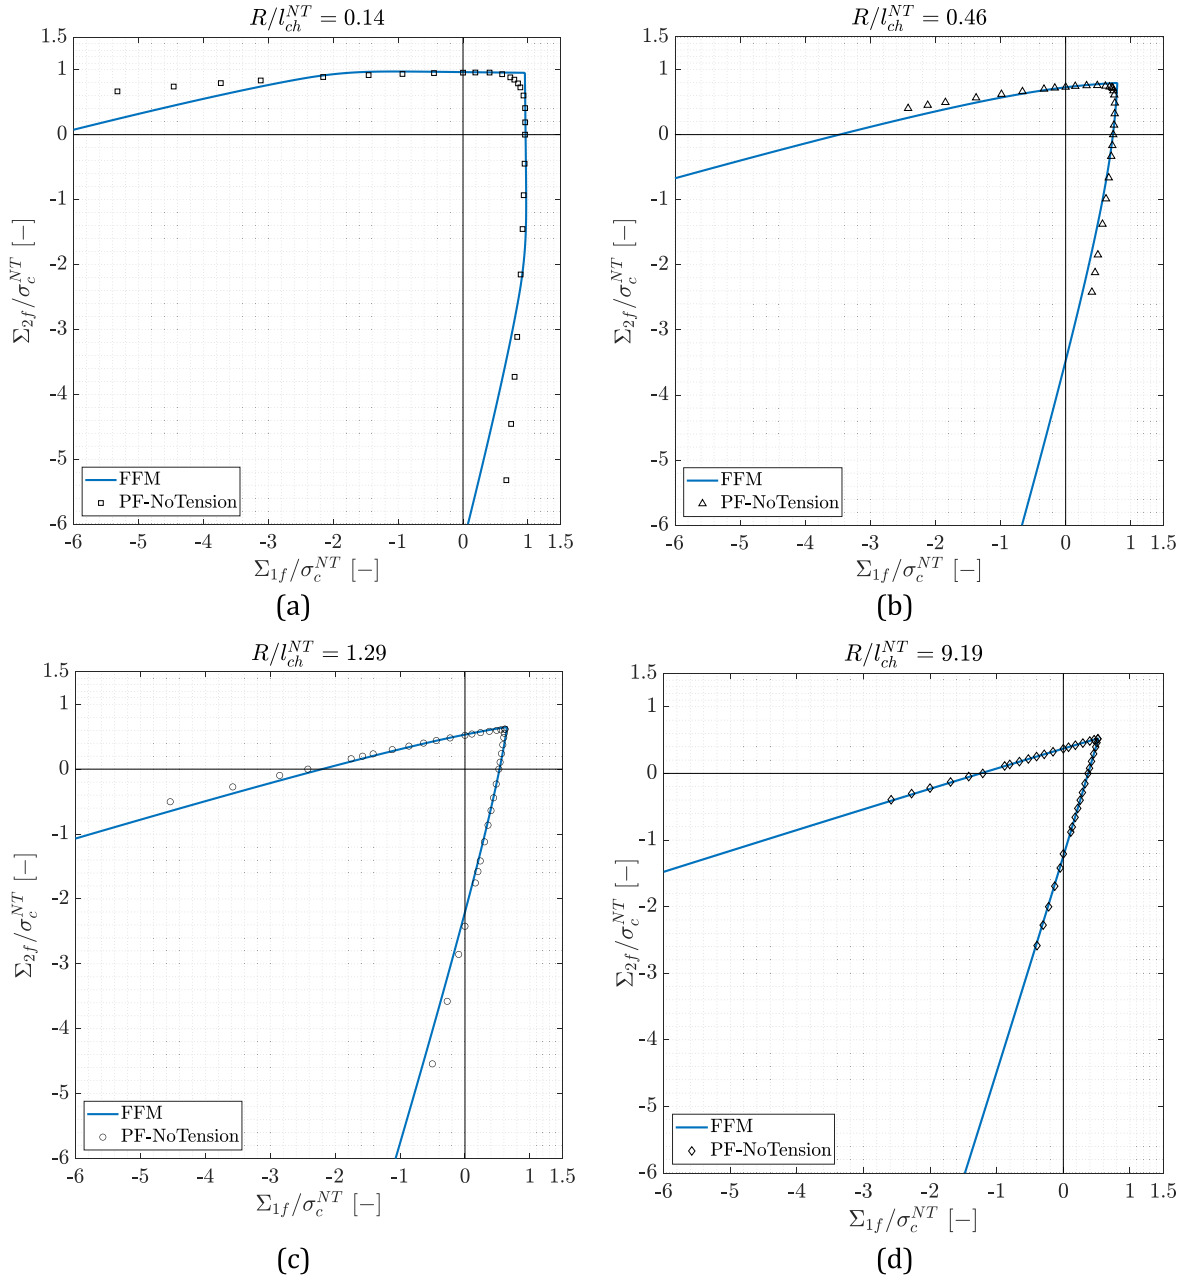 R/l_{ch}^{NT} = 0.14
1.5
1
0
-1
-2
-3
-4
-5
-6
Σ_{2f}/σ_c^{NT} [−]
FFM
PF-NoTension
-6 -5 -4 -3 -2 -1 0 1 1.5
Σ_{1f}/σ_c^{NT} [−]
(a)
R/l_{ch}^{NT} = 0.46
1.5
1
0
-1
-2
-3
-4
-5
-6
Σ_{2f}/σ_c^{NT} [−]
FFM
PF-NoTension
-6 -5 -4 -3 -2 -1 0 1 1.5
Σ_{1f}/σ_c^{NT} [−]
(b)
R/l_{ch}^{NT} = 1.29
1.5
1
0
-1
-2
-3
-4
-5
-6
Σ_{2f}/σ_c^{NT} [−]
FFM
PF-NoTension
-6 -5 -4 -3 -2 -1 0 1 1.5
Σ_{1f}/σ_c^{NT} [−]
(c)
R/l_{ch}^{NT} = 9.19
1.5
1
0
-1
-2
-3
-4
-5
-6
Σ_{2f}/σ_c^{NT} [−]
FFM
PF-NoTension
-6 -5 -4 -3 -2 -1 0 1 1.5
Σ_{1f}/σ_c^{NT} [−]
(d)